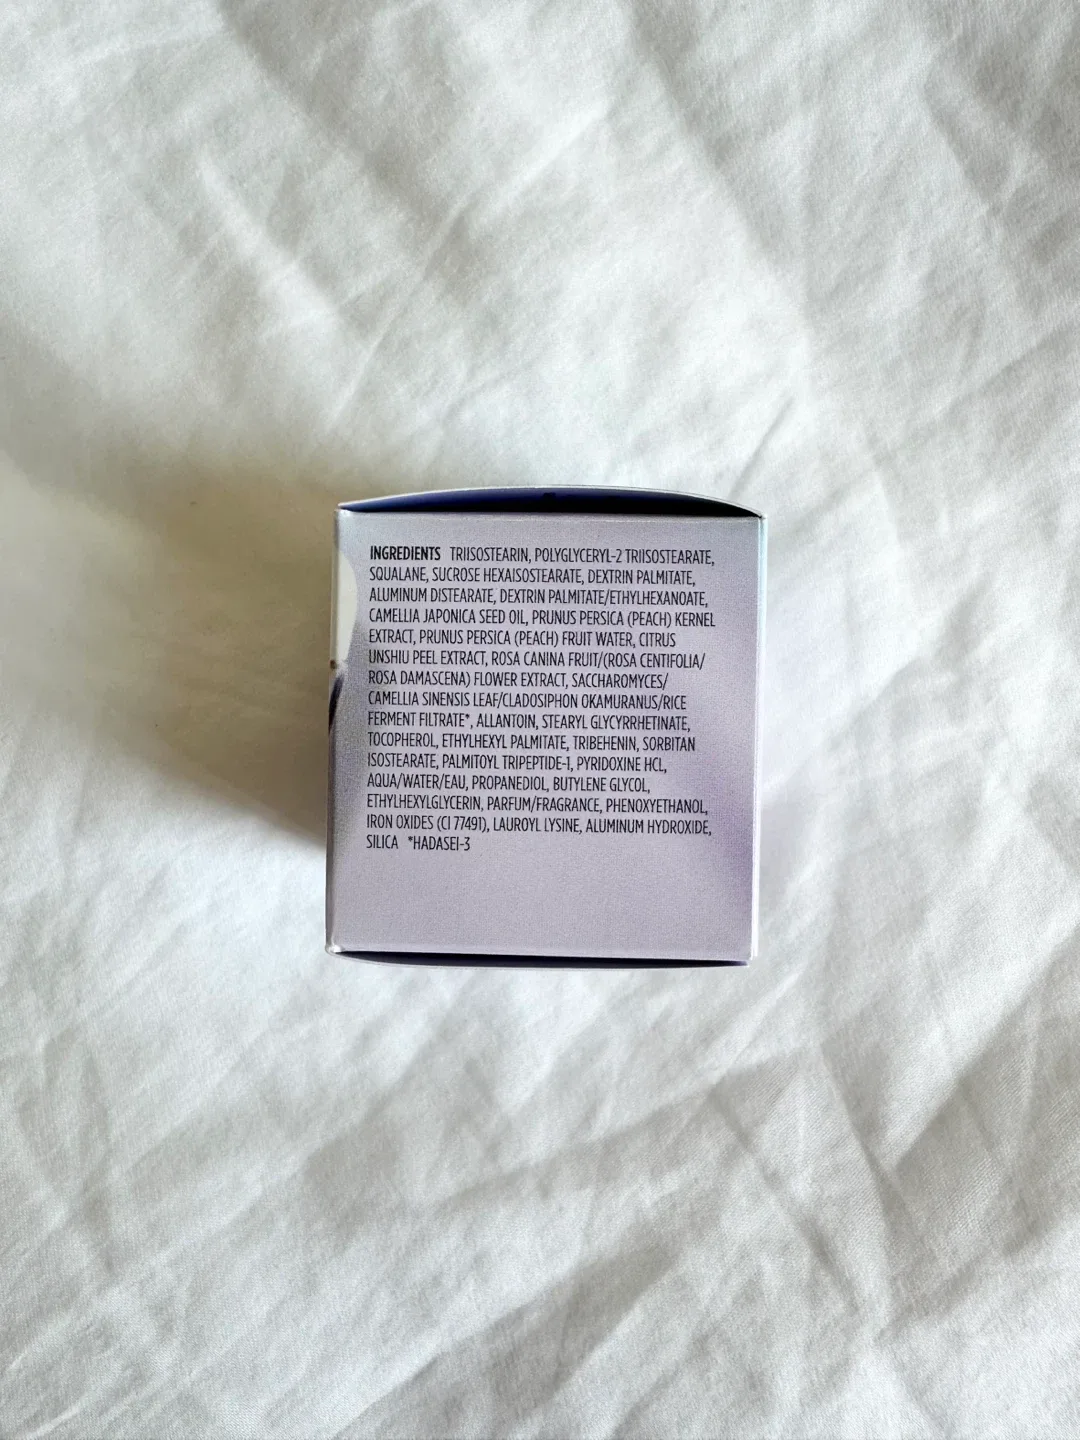 INGREDIENTS TRIISOSTEARIN, POLYGLYCERYL-2 TRIISOSTEARATE,
SQUALANE, SUCROSE HEXAISOSTEARATE, DEXTRIN PALMITATE,
ALUMINUM DISTEARATE, DEXTRIN PALMITATE/ETHYLHEXANOATE,
CAMELLIA JAPONICA SEED OIL, PRUNUS PERSICA (PEACH) KERNEL
EXTRACT, PRUNUS PERSICA (PEACH) FRUIT WATER, CITRUS
UNSHIU PEEL EXTRACT, ROSA CANINA FRUIT/(ROSA CENTIFOLIA/
ROSA DAMASCENA) FLOWER EXTRACT, SACCHAROMYCES/
CAMELLIA SINENSIS LEAF/CLADOSIPHON OKAMURANUS/RICE
FERMENT FILTRATE*, ALLANTOIN, STEARYL GLYCYRRHETINATE,
TOCOPHEROL, ETHYLHEXYL PALMITATE, TRIBEHENIN, SORBITAN
ISOSTEARATE, PALMITOYL TRIPEPTIDE-1, PYRIDOXINE HCL,
AQUA/WATER/EAU, PROPANEDIOL, BUTYLENE GLYCOL,
ETHYLHEXYLGLYCERIN, PARFUM/FRAGRANCE, PHENOXYETHANOL,
IRON OXIDES (CI 77491), LAUROYL LYSINE, ALUMINUM HYDROXIDE,
SILICA *HADASEI-3